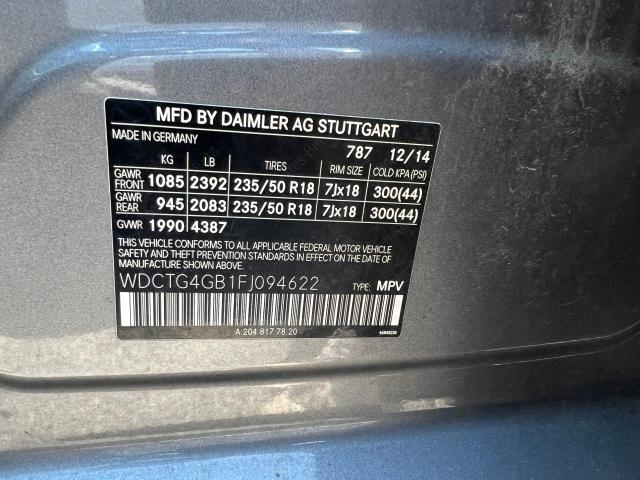 MFD BY DAIMLER AG STUTTGART
MADE IN GERMANY 787 12/14
KG LB TIRES RIM SIZE COLD KPA (PSI)
GAWR FRONT 1085 2392 235/50 R18 7Jx18 300(44)
GAWR REAR 945 2083 235/50 R18 7Jx18 300(44)
GWR 1990 4387
THIS VEHICLE CONFORMS TO ALL APPLICABLE FEDERAL MOTOR VEHICLE
SAFETY AND THEFT PREVENTION STANDARDS IN EFFECT ON THE DATE OF
MANUFACTURE SHOWN ABOVE.
WDCTG4GB1FJ094622 TYPE: MPV
A 204 817 78 20